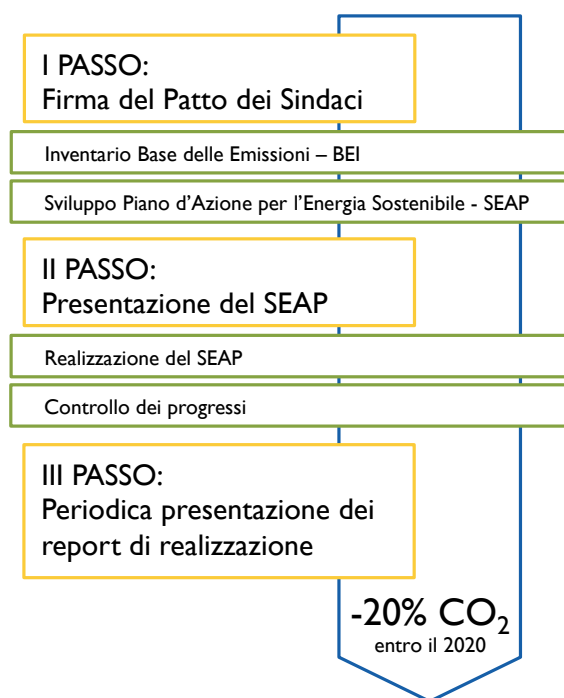 I PASSO:
Firma del Patto dei Sindaci
Inventario Base delle Emissioni – BEI
Sviluppo Piano d’Azione per l’Energia Sostenibile - SEAP
II PASSO:
Presentazione del SEAP
Realizzazione del SEAP
Controllo dei progressi
III PASSO:
Periodica presentazione dei
report di realizzazione
-20% CO₂
entro il 2020